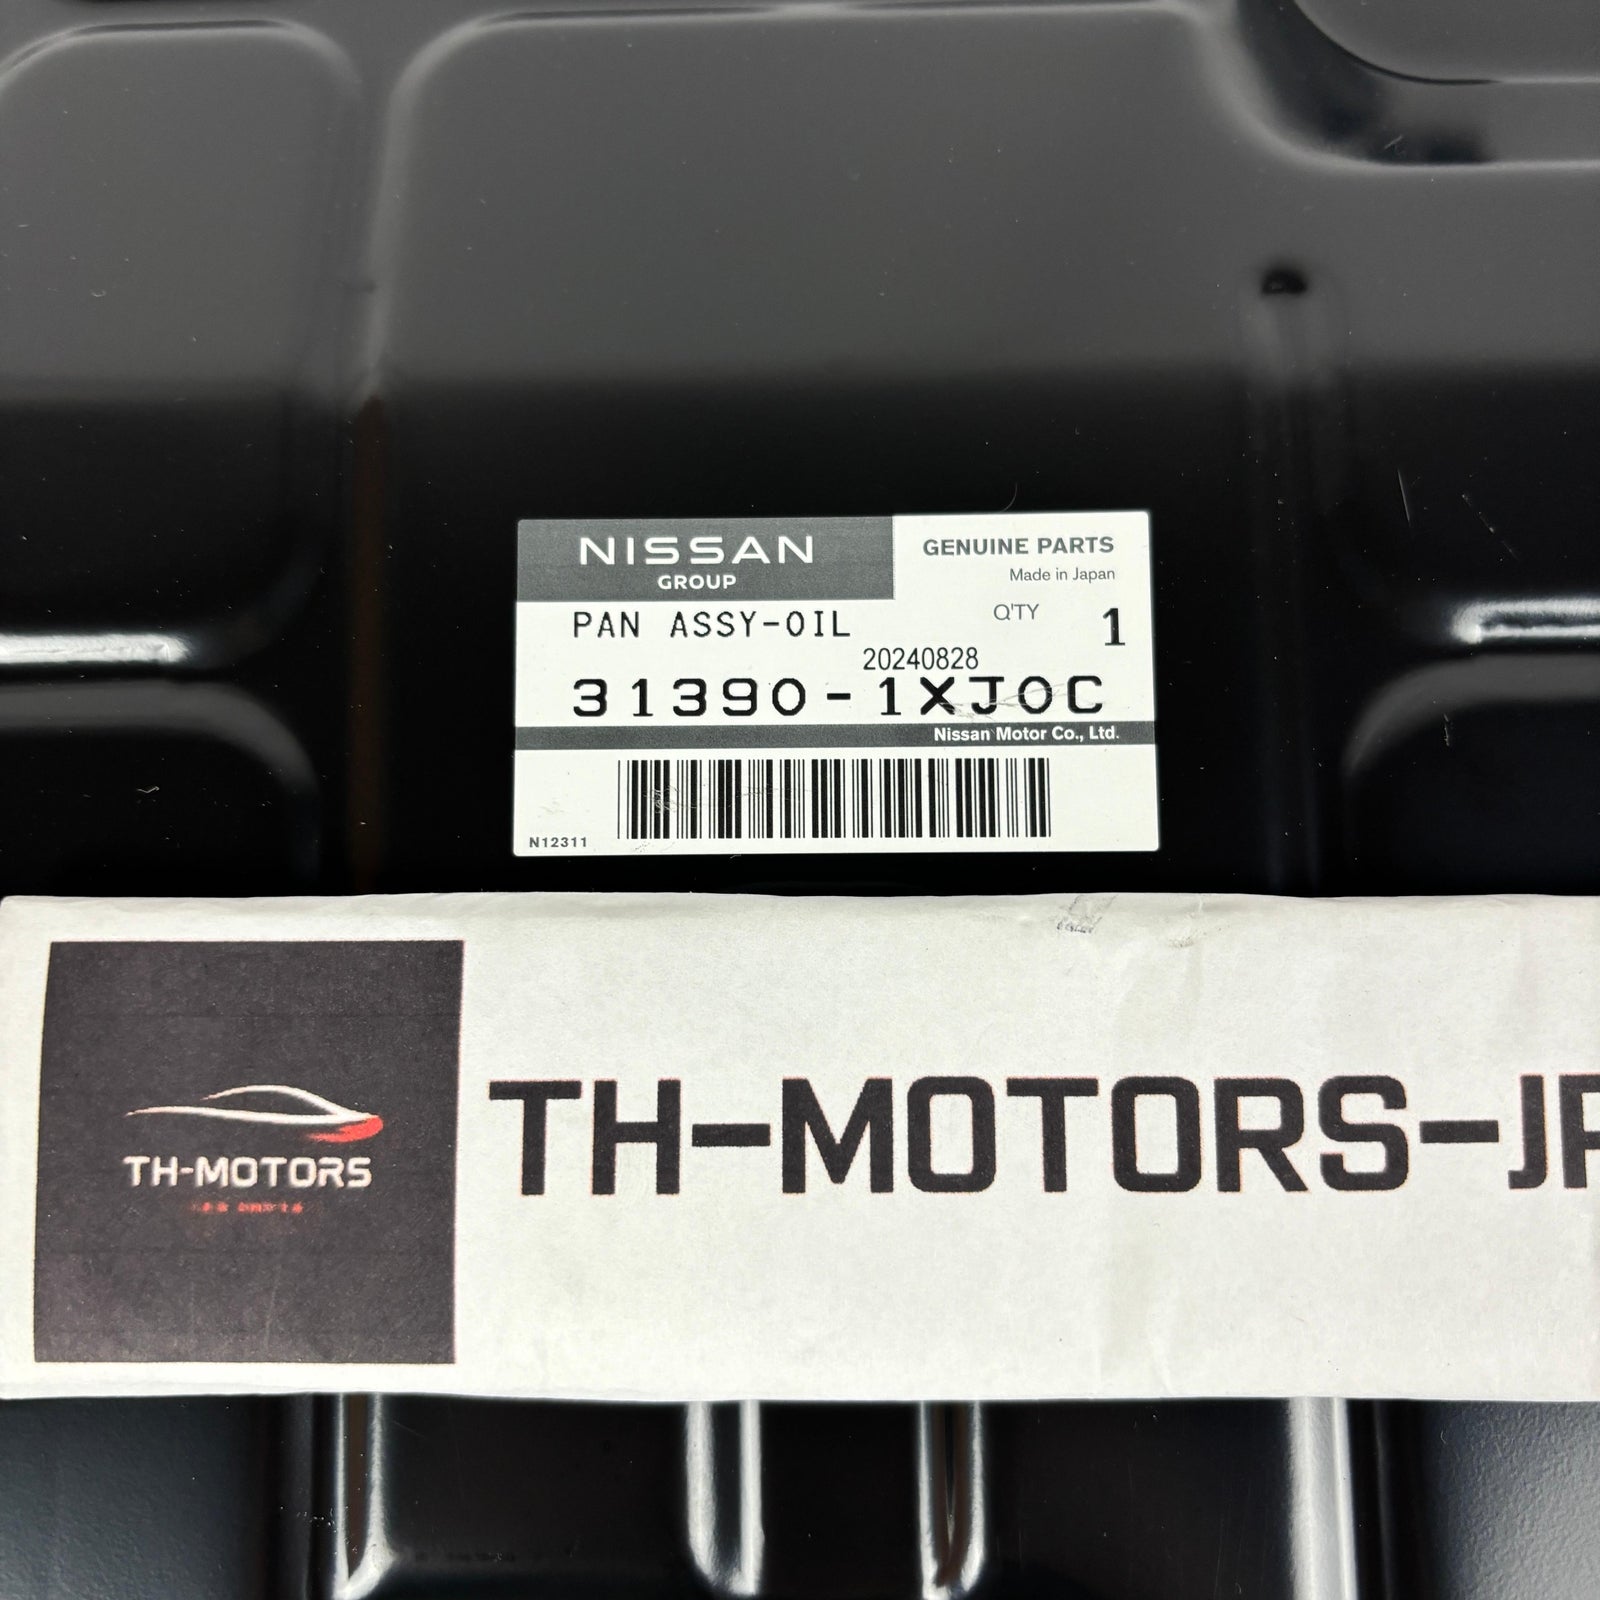 NISSAN
GROUP
GENUINE PARTS
Made in Japan
PAN ASSY-OIL
Q'TY 1
20240828
31390-1XJ0C
Nissan Motor Co., Ltd.
N12311
TH-MOTORS
TH-MOTORS-JP